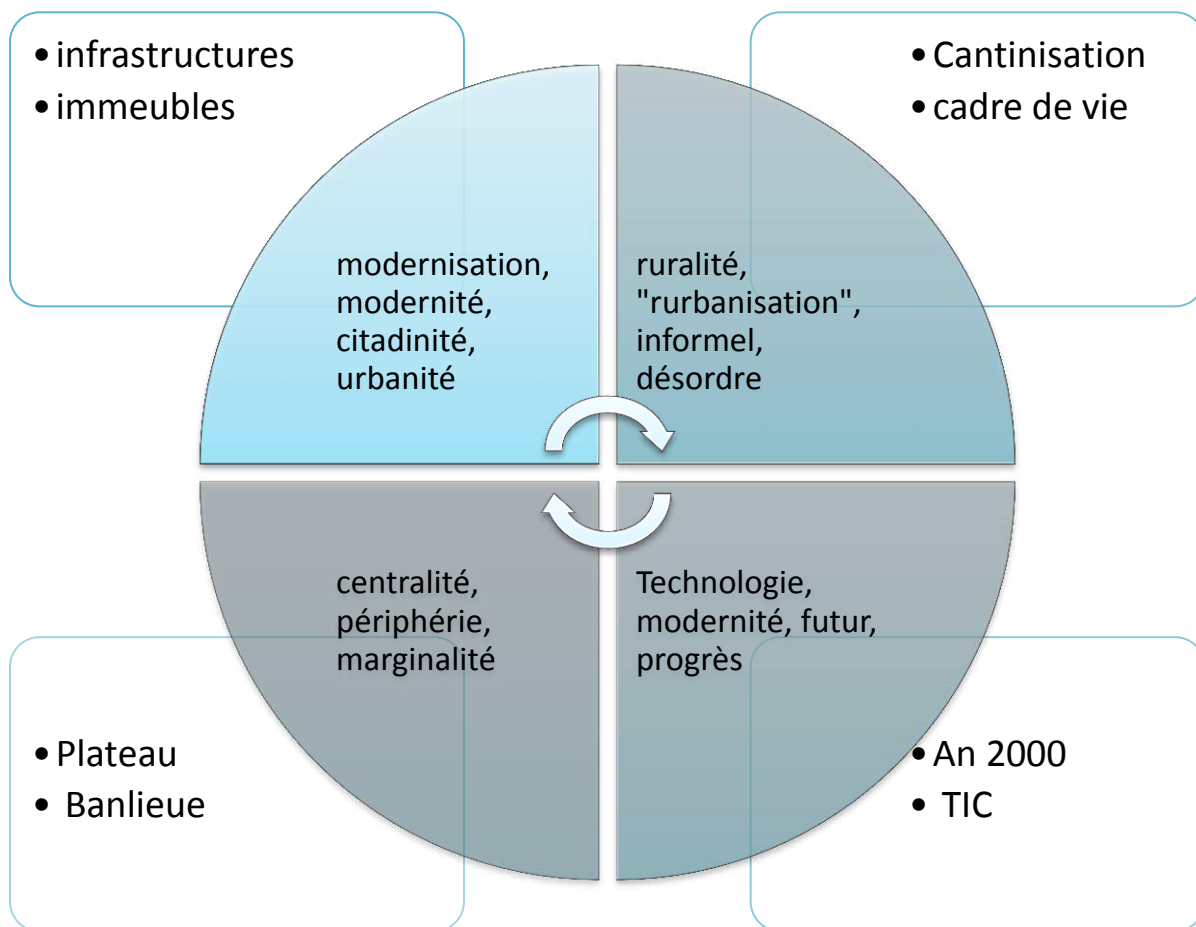 • infrastructures
• immeubles
• Cantinisation
• cadre de vie
modernisation,
modernité,
citadinité,
urbanité
ruralité,
"rurbanisation",
informel,
désordre
centralité,
périphérie,
marginalité
Technologie,
modernité, futur,
progrès
• Plateau
• Banlieue
• An 2000
• TIC